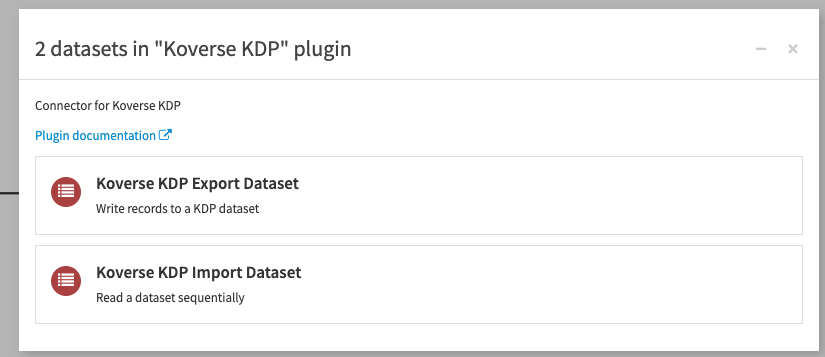 2 datasets in "Koverse KDP" plugin
Connector for Koverse KDP
Plugin documentation
Koverse KDP Export Dataset
Write records to a KDP dataset
Koverse KDP Import Dataset
Read a dataset sequentially